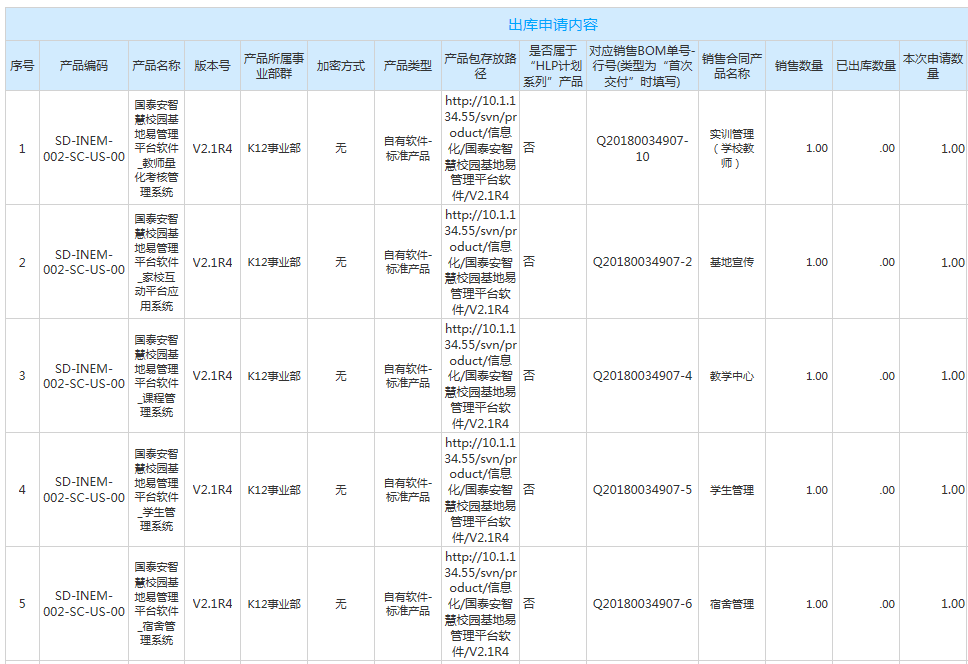 出库申请内容
序号 产品编码 产品名称 版本号 产品所属事业部群 加密方式 产品类型 产品包存放路径 是否属于“HLP计划系列”产品 对应销售BOM单号-行号(类型为“首次交付”时填写) 销售合同产品名称 销售数量 已出库数量 本次申请数量
1 SD-INEM-002-SC-US-00 国泰安智慧校园基地易管理平台软件_教师量化考核管理系统 V2.1R4 K12事业部 无 自有软件-标准产品 http://10.1.134.55/svn/product/信息化/国泰安智慧校园基地易管理平台软件/V2.1R4 否 Q20180034907-10 实训管理（学校教师） 1.00 .00 1.00
2 SD-INEM-002-SC-US-00 国泰安智慧校园基地易管理平台软件_家校互动平台应用系统 V2.1R4 K12事业部 无 自有软件-标准产品 http://10.1.134.55/svn/product/信息化/国泰安智慧校园基地易管理平台软件/V2.1R4 否 Q20180034907-2 基地宣传 1.00 .00 1.00
3 SD-INEM-002-SC-US-00 国泰安智慧校园基地易管理平台软件_课程管理系统 V2.1R4 K12事业部 无 自有软件-标准产品 http://10.1.134.55/svn/product/信息化/国泰安智慧校园基地易管理平台软件/V2.1R4 否 Q20180034907-4 教学中心 1.00 .00 1.00
4 SD-INEM-002-SC-US-00 国泰安智慧校园基地易管理平台软件_学生管理系统 V2.1R4 K12事业部 无 自有软件-标准产品 http://10.1.134.55/svn/product/信息化/国泰安智慧校园基地易管理平台软件/V2.1R4 否 Q20180034907-5 学生管理 1.00 .00 1.00
5 SD-INEM-002-SC-US-00 国泰安智慧校园基地易管理平台软件_宿舍管理系统 V2.1R4 K12事业部 无 自有软件-标准产品 http://10.1.134.55/svn/product/信息化/国泰安智慧校园基地易管理平台软件/V2.1R4 否 Q20180034907-6 宿舍管理 1.00 .00 1.00